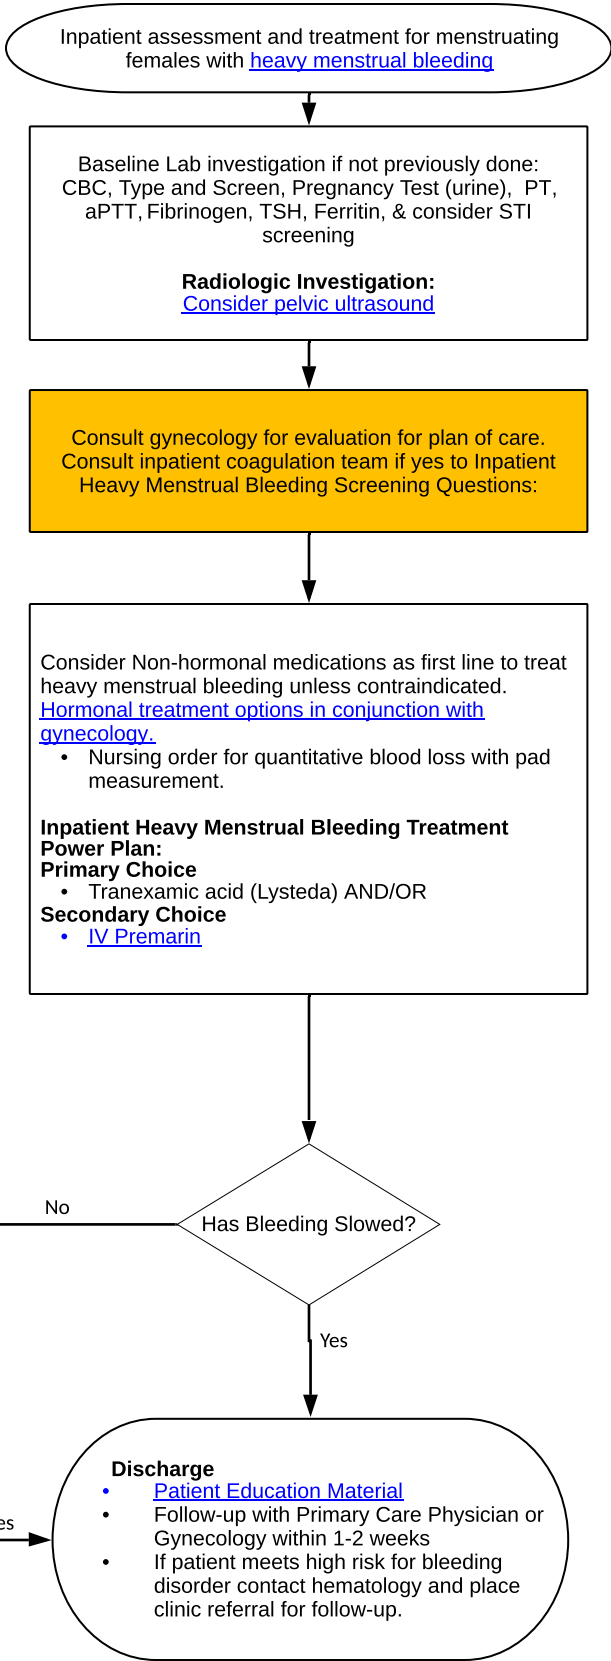 Inpatient assessment and treatment for menstruating
females with heavy menstrual bleeding
Baseline Lab investigation if not previously done:
CBC, Type and Screen, Pregnancy Test (urine), PT,
aPTT, Fibrinogen, TSH, Ferritin, & consider STI
screening
Radiologic Investigation:
Consider pelvic ultrasound
Consult gynecology for evaluation for plan of care.
Consult inpatient coagulation team if yes to Inpatient
Heavy Menstrual Bleeding Screening Questions:
Consider Non-hormonal medications as first line to treat
heavy menstrual bleeding unless contraindicated.
Hormonal treatment options in conjunction with
gynecology.
• Nursing order for quantitative blood loss with pad
measurement.
Inpatient Heavy Menstrual Bleeding Treatment
Power Plan:
Primary Choice
• Tranexamic acid (Lysteda) AND/OR
Secondary Choice
• IV Premarin
No
Has Bleeding Slowed?
Yes
Discharge
• Patient Education Material
• Follow-up with Primary Care Physician or
Gynecology within 1-2 weeks
es
• If patient meets high risk for bleeding
disorder contact hematology and place
clinic referral for follow-up.